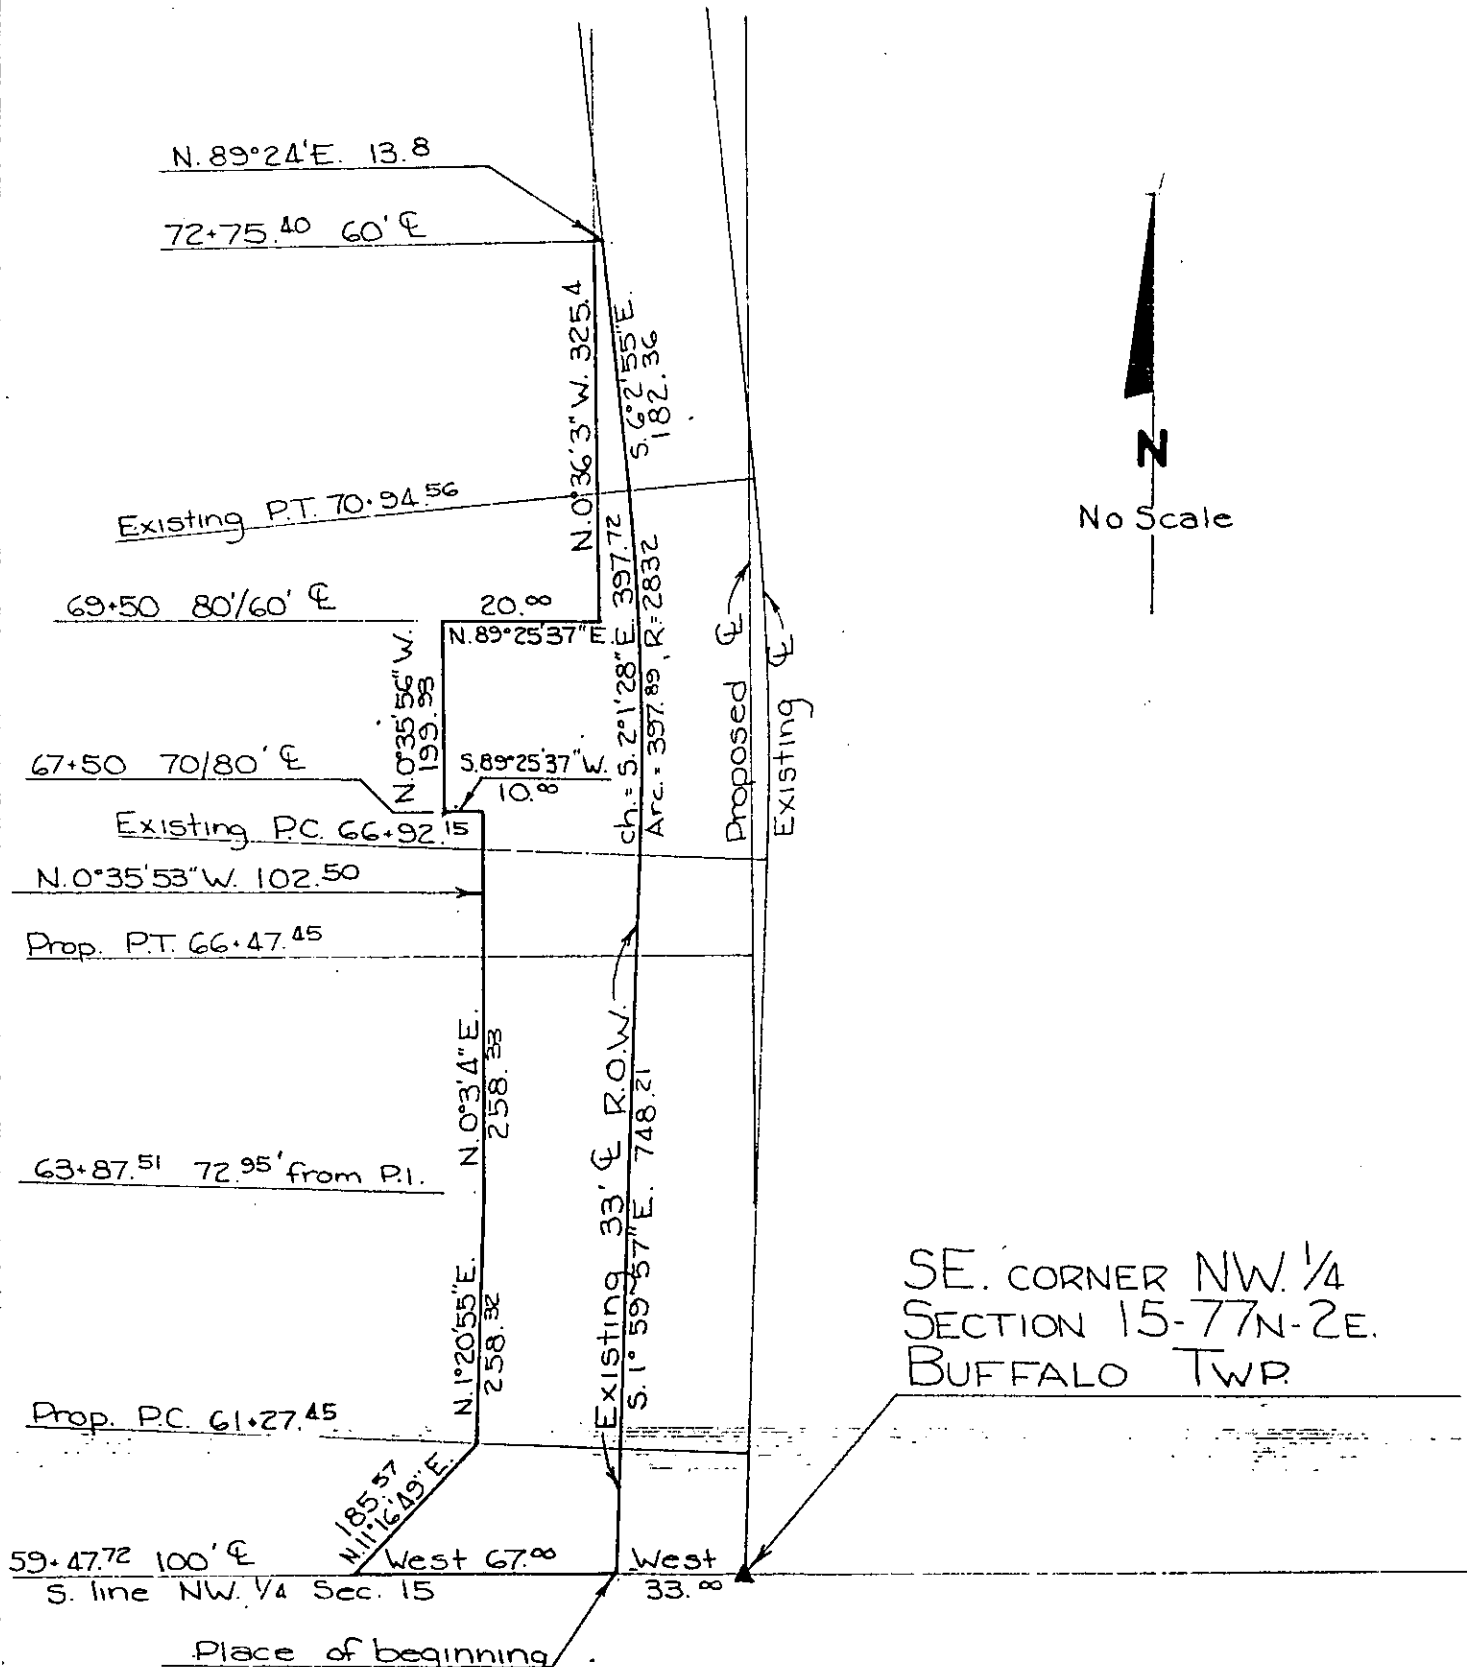 N. 89°24'E. 13.8
72+75.40 60' ℄
N.0°36'3"W. 325.4
S.6°2'55"E.
182.36
N
No Scale
Existing P.T. 70+94.56
69+50 80'/60' ℄
20.00
N.89°25'37"E.
N.0°35'56"W.
199.93
ch.= S.2°1'28"E. 397.72
Arc.= 397.89, R=2832
Proposed ℄
Existing ℄
67+50 70/80' ℄
S.89°25'37"W.
10.00
Existing P.C. 66+92.15
N.0°35'53"W. 102.50
Prop. P.T. 66+47.45
N.0°3'4"E.
258.33
Existing 33' ℄ R.O.W.
S.1°59'57"E. 748.21
63+87.51 72.95' from P.I.
N.1°20'55"E.
258.32
SE. CORNER NW. 1/4
SECTION 15-77N-2E.
BUFFALO TWP.
Prop. P.C. 61+27.45
185.57
N.11°16'49"E.
59+47.72 100' ℄
West 67.00
West
33.00
S. line NW. 1/4 Sec. 15
Place of beginning